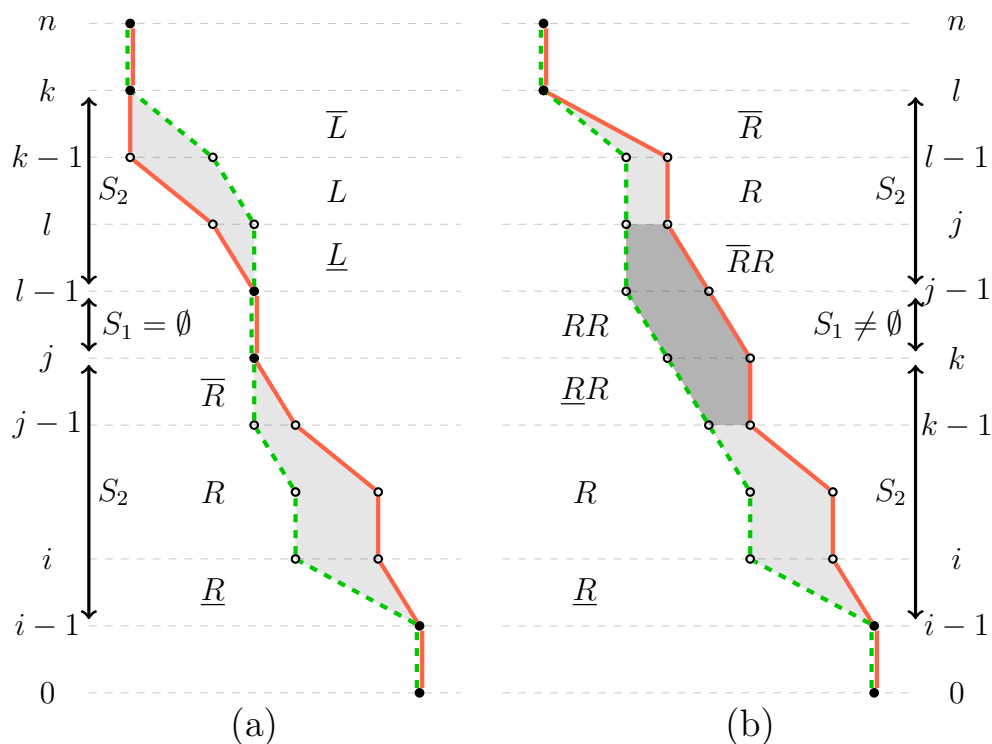 n
n
k
l
L̅
R̅
k − 1
l − 1
S₂
L
R
S₂
l
j
L̲
R̅R
l − 1
j − 1
S₁ = ∅
RR
S₁ ≠ ∅
j
k
R̅
R̲R
j − 1
k − 1
S₂
R
R
S₂
i
i
R̲
R̲
i − 1
i − 1
0
0
(a)
(b)